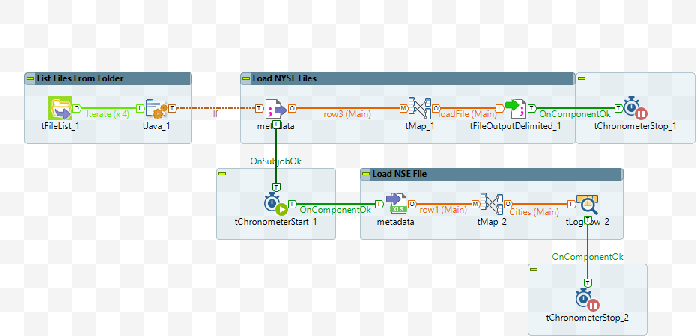 List Files From Folder
Load NYSE Files
Iterate (x 4)
If
row3 (Main)
loadFile (Main)
OnComponentOk
tFileList_1
tJava_1
metadata
tMap_1
tFileOutputDelimited_1
tChronometerStop_1
OnSubjobOk
Load NSE File
OnComponentOk
row1 (Main)
Cities (Main)
tChronometerStart_1
metadata
tMap_2
tLogRow_2
OnComponentOk
tChronometerStop_2